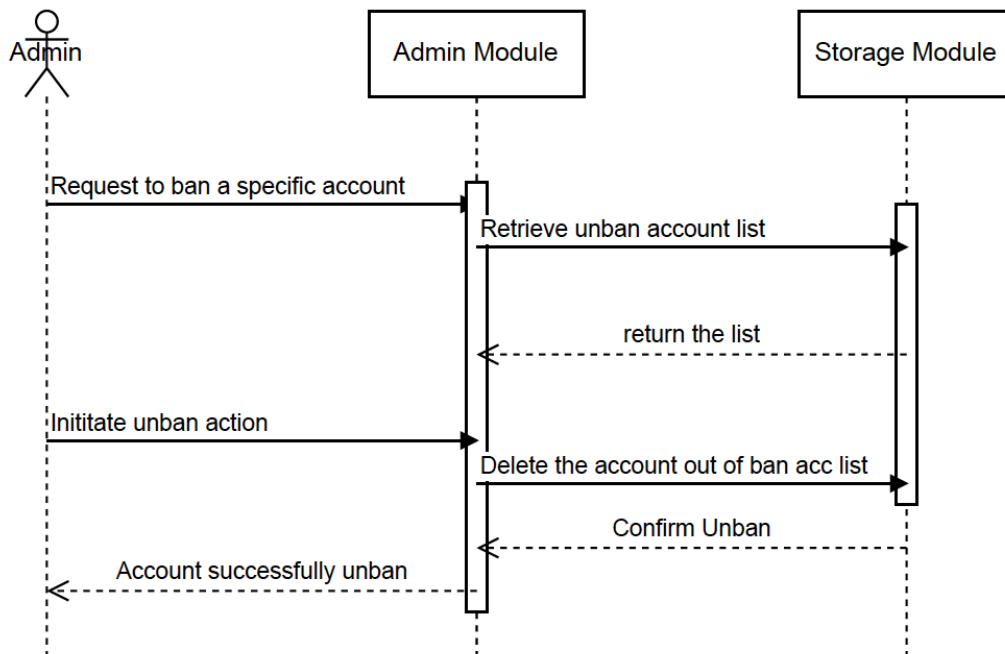 Admin
Admin Module
Storage Module
Request to ban a specific account
Retrieve unban account list
return the list
Inititate unban action
Delete the account out of ban acc list
Confirm Unban
Account successfully unban